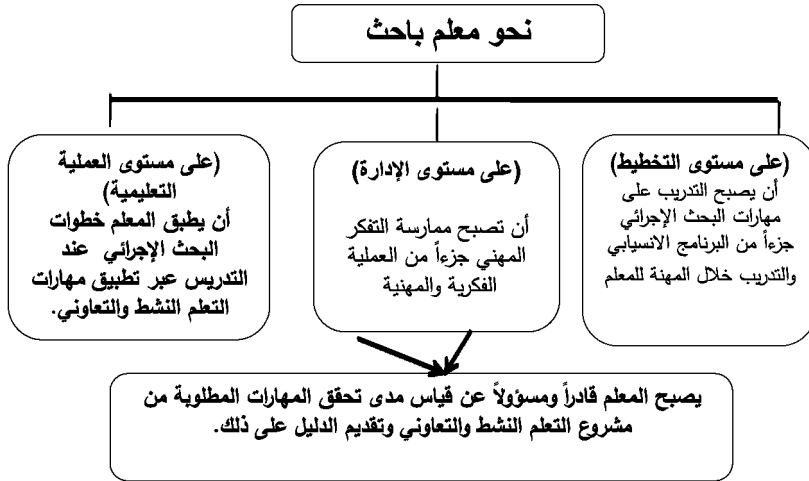 نحو معلم باحث
(على مستوى التخطيط)
أن يصبح التدريب على
مهارات البحث الإجرائي
جزءاً من البرنامج الانسيابي
والتدريب خلال المهنة للمعلم
(على مستوى الإدارة)
أن تصبح ممارسة التفكر
المهني جزءاً من العملية
الفكرية والمهنية
(على مستوى العملية
التعليمية)
أن يطبق المعلم خطوات
البحث الإجرائي عند
التدريس عبر تطبيق مهارات
التعلم النشط والتعاوني.
يصبح المعلم قادراً ومسؤولاً عن قياس مدى تحقق المهارات المطلوبة من
مشروع التعلم النشط والتعاوني وتقديم الدليل على ذلك.